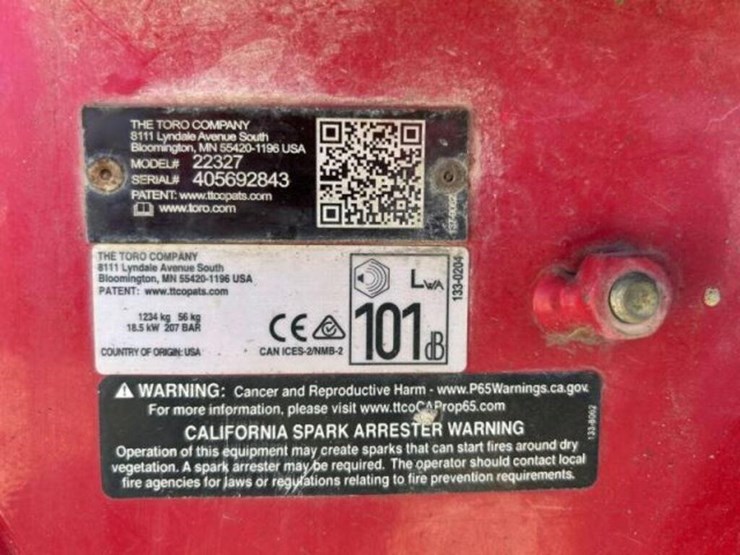 THE TORO COMPANY
8111 Lyndale Avenue South
Bloomington, MN 55420-1196 USA
MODEL# 22327
SERIAL# 405692843
PATENT: www.ttcopats.com
www.toro.com
THE TORO COMPANY
8111 Lyndale Avenue South
Bloomington, MN 55420-1196 USA
PATENT: www.ttcopats.com
1234 kg 56 kg
18.5 kW 207 BAR
COUNTRY OF ORIGIN: USA
CE
CAN ICES-2/NMB-2
LWA
101 dB
133-0204
WARNING: Cancer and Reproductive Harm - www.P65Warnings.ca.gov.
For more information, please visit www.ttcoCAProp65.com
CALIFORNIA SPARK ARRESTER WARNING
Operation of this equipment may create sparks that can start fires around dry
vegetation. A spark arrester may be required. The operator should contact local
fire agencies for laws or regulations relating to fire prevention requirements.
133-8062